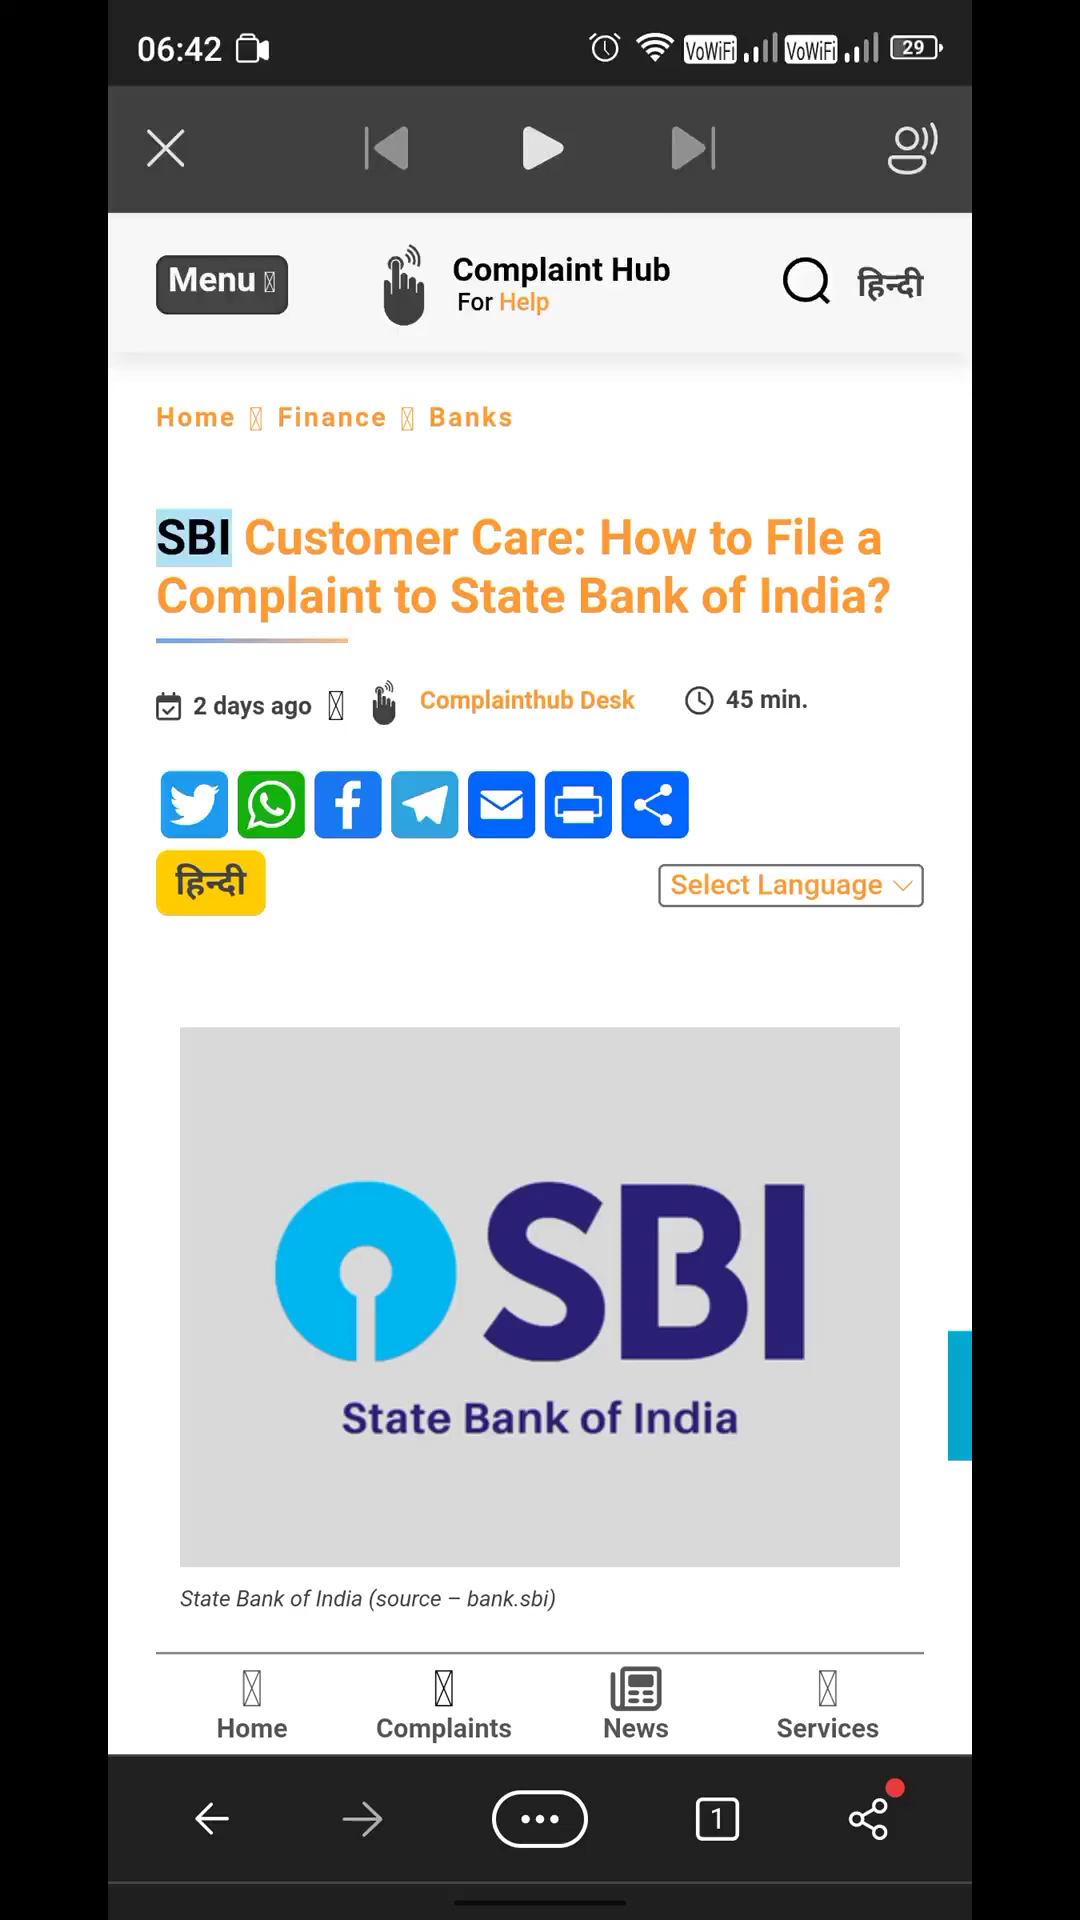 06:42
VoWiFi VoWiFi 29
Menu
Complaint Hub
For Help
हिन्दी
Home Finance Banks
SBI Customer Care: How to File a
Complaint to State Bank of India?
2 days ago Complainthub Desk 45 min.
हिन्दी
Select Language
SBI
State Bank of India
State Bank of India (source – bank.sbi)
Home Complaints News Services
1